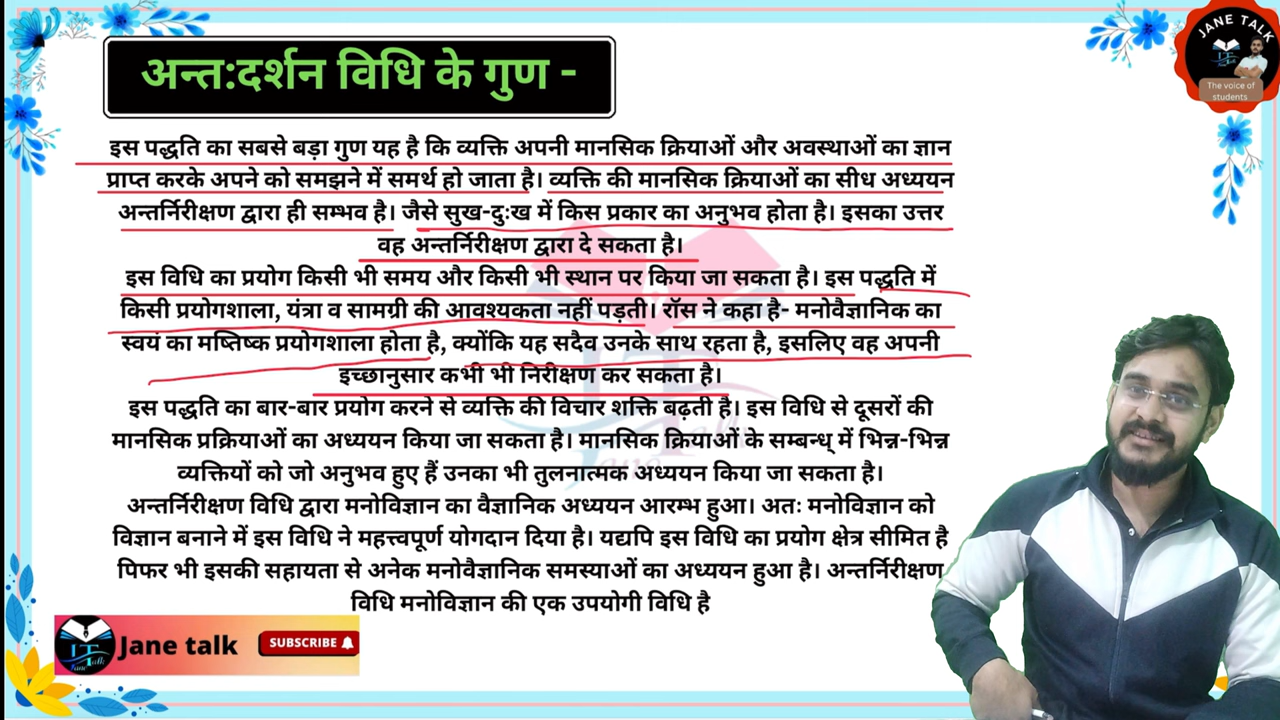 अन्त:दर्शन विधि के गुण -
JANE TALK
The voice of
students
इस पद्धति का सबसे बड़ा गुण यह है कि व्यक्ति अपनी मानसिक क्रियाओं और अवस्थाओं का ज्ञान
प्राप्त करके अपने को समझने में समर्थ हो जाता है। व्यक्ति की मानसिक क्रियाओं का सीध अध्ययन
अन्तर्निरीक्षण द्वारा ही सम्भव है। जैसे सुख-दुःख में किस प्रकार का अनुभव होता है। इसका उत्तर
वह अन्तर्निरीक्षण द्वारा दे सकता है।
इस विधि का प्रयोग किसी भी समय और किसी भी स्थान पर किया जा सकता है। इस पद्धति में
किसी प्रयोगशाला, यंत्रा व सामग्री की आवश्यकता नहीं पड़ती। रॉस ने कहा है- मनोवैज्ञानिक का
स्वयं का मष्तिष्क प्रयोगशाला होता है, क्योंकि यह सदैव उनके साथ रहता है, इसलिए वह अपनी
इच्छानुसार कभी भी निरीक्षण कर सकता है।
इस पद्धति का बार-बार प्रयोग करने से व्यक्ति की विचार शक्ति बढ़ती है। इस विधि से दूसरों की
मानसिक प्रक्रियाओं का अध्ययन किया जा सकता है। मानसिक क्रियाओं के सम्बन्ध् में भिन्न-भिन्न
व्यक्तियों को जो अनुभव हुए हैं उनका भी तुलनात्मक अध्ययन किया जा सकता है।
अन्तर्निरीक्षण विधि द्वारा मनोविज्ञान का वैज्ञानिक अध्ययन आरम्भ हुआ। अतः मनोविज्ञान को
विज्ञान बनाने में इस विधि ने महत्त्वपूर्ण योगदान दिया है। यद्यपि इस विधि का प्रयोग क्षेत्र सीमित है
पिफर भी इसकी सहायता से अनेक मनोवैज्ञानिक समस्याओं का अध्ययन हुआ है। अन्तर्निरीक्षण
विधि मनोविज्ञान की एक उपयोगी विधि है
Jane talk
SUBSCRIBE